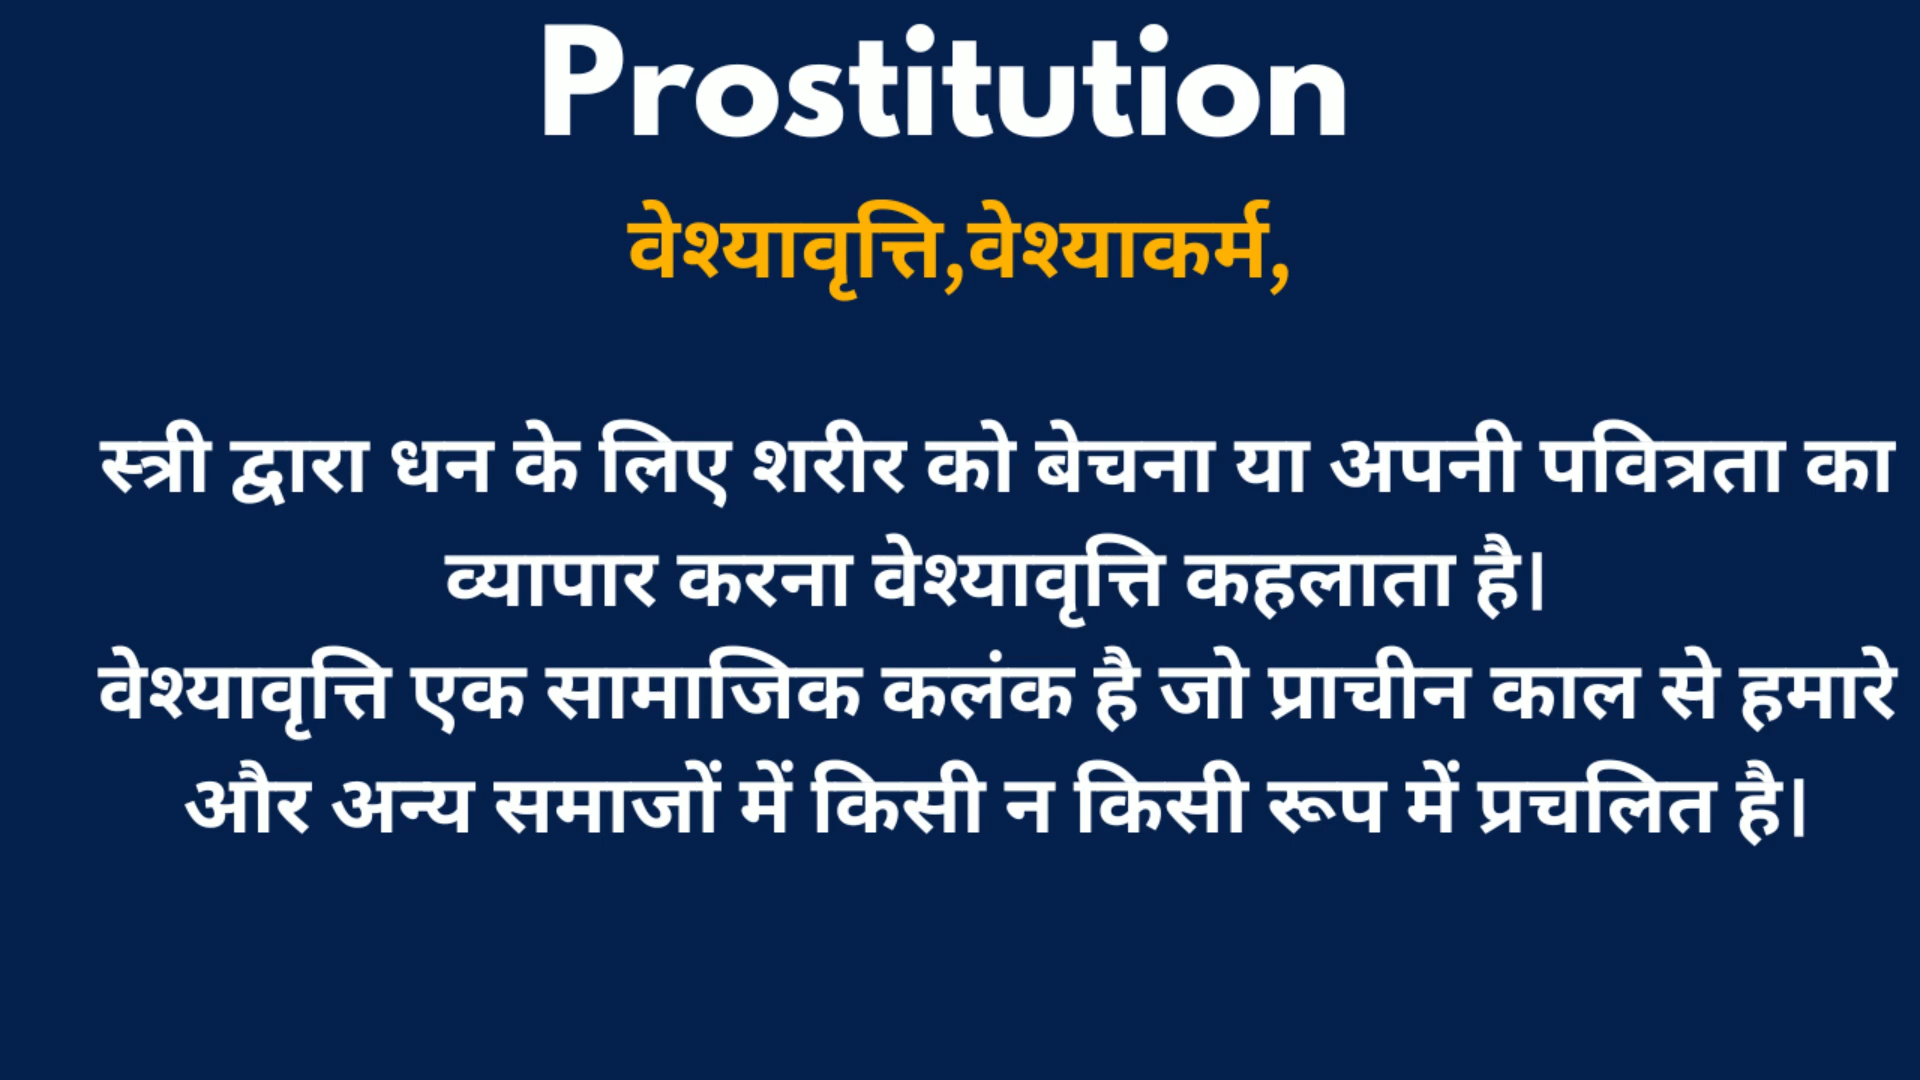 Prostitution
वेश्यावृत्ति,वेश्याकर्म,
स्त्री द्वारा धन के लिए शरीर को बेचना या अपनी पवित्रता का
व्यापार करना वेश्यावृत्ति कहलाता है।
वेश्यावृत्ति एक सामाजिक कलंक है जो प्राचीन काल से हमारे
और अन्य समाजों में किसी न किसी रूप में प्रचलित है।